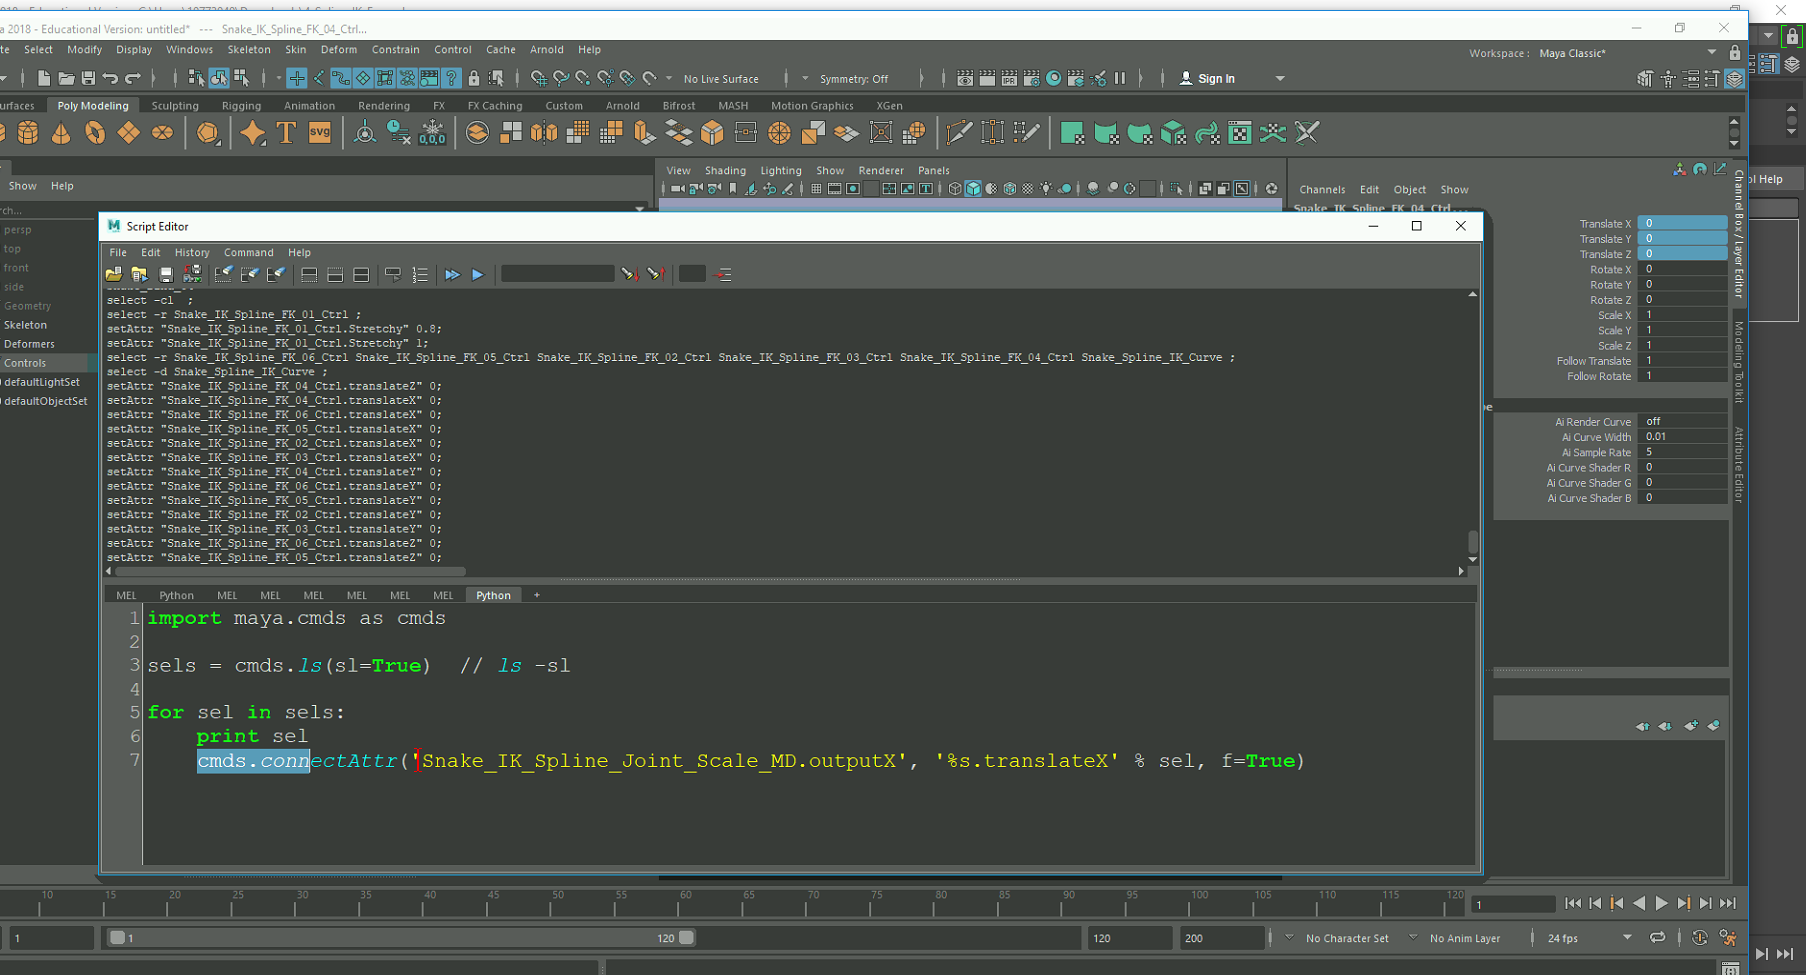 a 2018 - Educational Version: untitled* --- Snake_IK_Spline_FK_04_Ctrl...
te Select Modify Display Windows Skeleton Skin Deform Constrain Control Cache Arnold Help
Workspace : Maya Classic*
No Live Surface Symmetry: Off Sign In
urfaces Poly Modeling Sculpting Rigging Animation Rendering FX FX Caching Custom Arnold Bifrost MASH Motion Graphics XGen
T svg 0,0,0 IPR
Show Help
View Shading Lighting Show Renderer Panels
Channels Edit Object Show
ol Help
rch...
Snake_IK_Spline_FK_04_Ctrl...
persp
top
front
side
Geometry
Skeleton
Deformers
Controls
defaultLightSet
defaultObjectSet
Script Editor
File Edit History Command Help
select -cl ;
select -r Snake_IK_Spline_FK_01_Ctrl ;
setAttr "Snake_IK_Spline_FK_01_Ctrl.Stretchy" 0.8;
setAttr "Snake_IK_Spline_FK_01_Ctrl.Stretchy" 1;
select -r Snake_IK_Spline_FK_06_Ctrl Snake_IK_Spline_FK_05_Ctrl Snake_IK_Spline_FK_02_Ctrl Snake_IK_Spline_FK_03_Ctrl Snake_IK_Spline_FK_04_Ctrl Snake_Spline_IK_Curve ;
select -d Snake_Spline_IK_Curve ;
setAttr "Snake_IK_Spline_FK_04_Ctrl.translateZ" 0;
setAttr "Snake_IK_Spline_FK_04_Ctrl.translateX" 0;
setAttr "Snake_IK_Spline_FK_06_Ctrl.translateX" 0;
setAttr "Snake_IK_Spline_FK_05_Ctrl.translateX" 0;
setAttr "Snake_IK_Spline_FK_02_Ctrl.translateX" 0;
setAttr "Snake_IK_Spline_FK_03_Ctrl.translateX" 0;
setAttr "Snake_IK_Spline_FK_04_Ctrl.translateY" 0;
setAttr "Snake_IK_Spline_FK_06_Ctrl.translateY" 0;
setAttr "Snake_IK_Spline_FK_05_Ctrl.translateY" 0;
setAttr "Snake_IK_Spline_FK_02_Ctrl.translateY" 0;
setAttr "Snake_IK_Spline_FK_03_Ctrl.translateY" 0;
setAttr "Snake_IK_Spline_FK_06_Ctrl.translateZ" 0;
setAttr "Snake_IK_Spline_FK_05_Ctrl.translateZ" 0;
MEL Python MEL MEL MEL MEL MEL MEL Python +
1 import maya.cmds as cmds
2
3 sels = cmds.ls(sl=True) // ls -sl
4
5 for sel in sels:
6 print sel
7 cmds.connectAttr('Snake_IK_Spline_Joint_Scale_MD.outputX', '%s.translateX' % sel, f=True)
Translate X 0
Translate Y 0
Translate Z 0
Rotate X 0
Rotate Y 0
Rotate Z 0
Scale X 1
Scale Y 1
Scale Z 1
Follow Translate 1
Follow Rotate 1
pe
Ai Render Curve off
Ai Curve Width 0.01
Ai Sample Rate 5
Ai Curve Shader R 0
Ai Curve Shader G 0
Ai Curve Shader B 0
Channel Box / Layer Editor
Modeling Toolkit
Attribute Editor
10 15 20 25 30 35 40 45 50 55 60 65 70 75 80 85 90 95 100 105 110 115 120
1
1 1 120 120 200 No Character Set No Anim Layer 24 fps